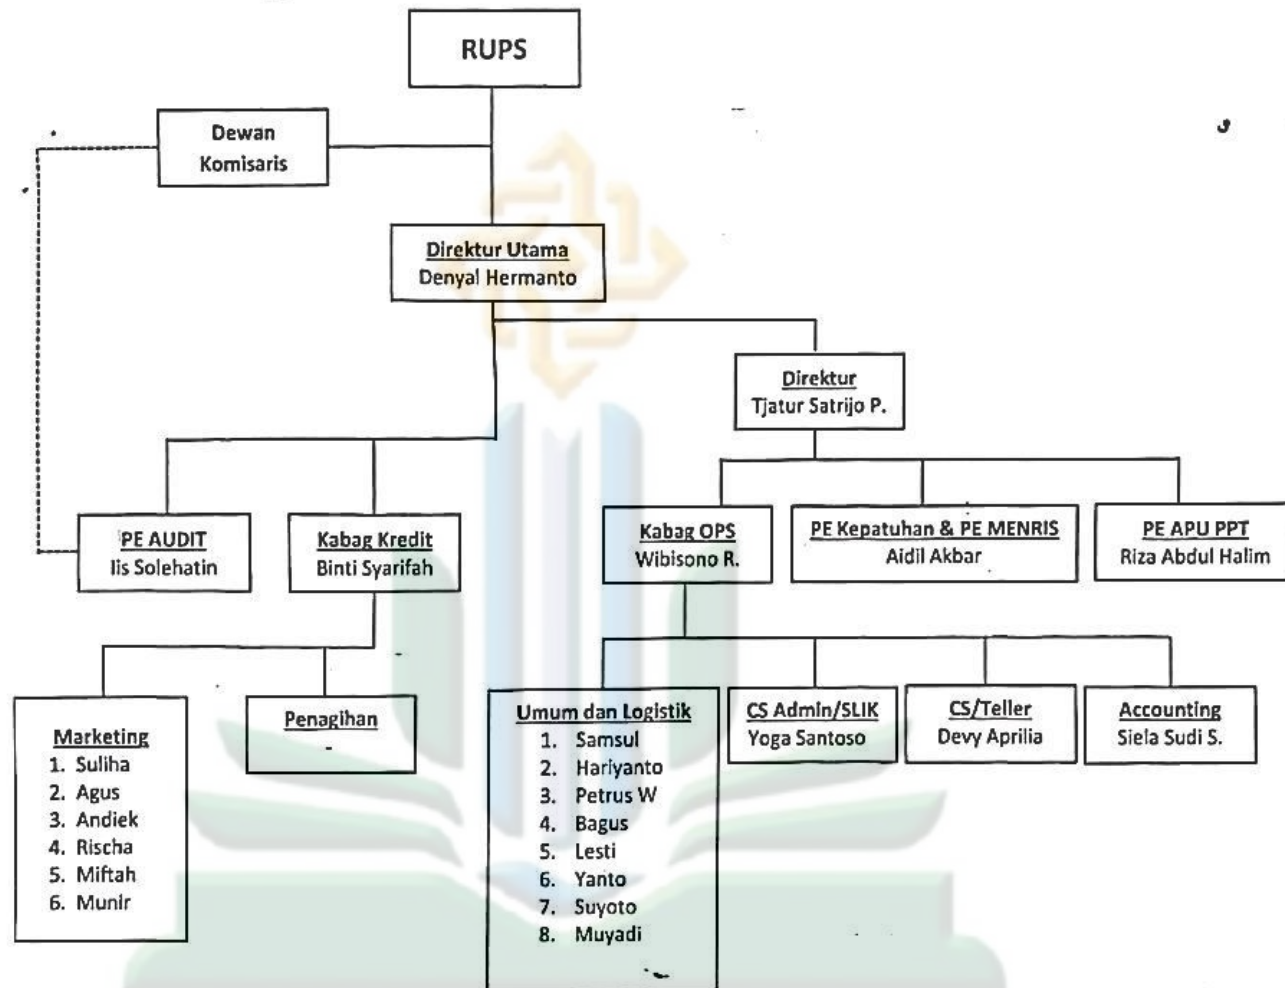 RUPS
Dewan
Komisaris
Direktur Utama
Denyal Hermanto
Direktur
Tjatur Satrijo P.
PE AUDIT
Iis Solehatin
Kabag Kredit
Binti Syarifah
Kabag OPS
Wibisono R.
PE Kepatuhan & PE MENRIS
Aidil Akbar
PE APU PPT
Riza Abdul Halim
Marketing
1. Suliha
2. Agus
3. Andiek
4. Rischa
5. Miftah
6. Munir
Penagihan
-
Umum dan Logistik
1. Samsul
2. Hariyanto
3. Petrus W
4. Bagus
5. Lesti
6. Yanto
7. Suyoto
8. Muyadi
CS Admin/SLIK
Yoga Santoso
CS/Teller
Devy Aprilia
Accounting
Siela Sudi S.